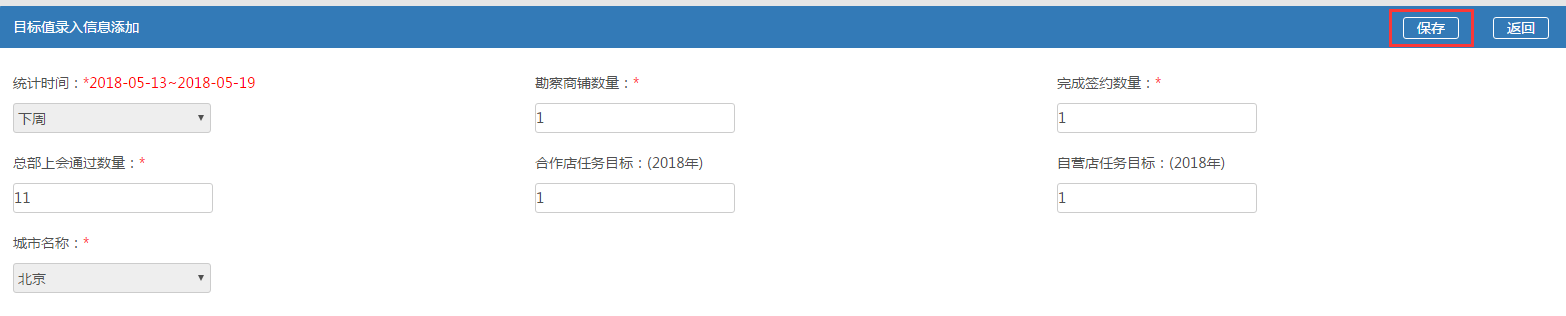 目标值录入信息添加 保存 返回
统计时间：*2018-05-13~2018-05-19 勘察商铺数量：* 完成签约数量：*
下周 1 1
总部上会通过数量：* 合作店任务目标：(2018年) 自营店任务目标：(2018年)
11 1 1
城市名称：*
北京